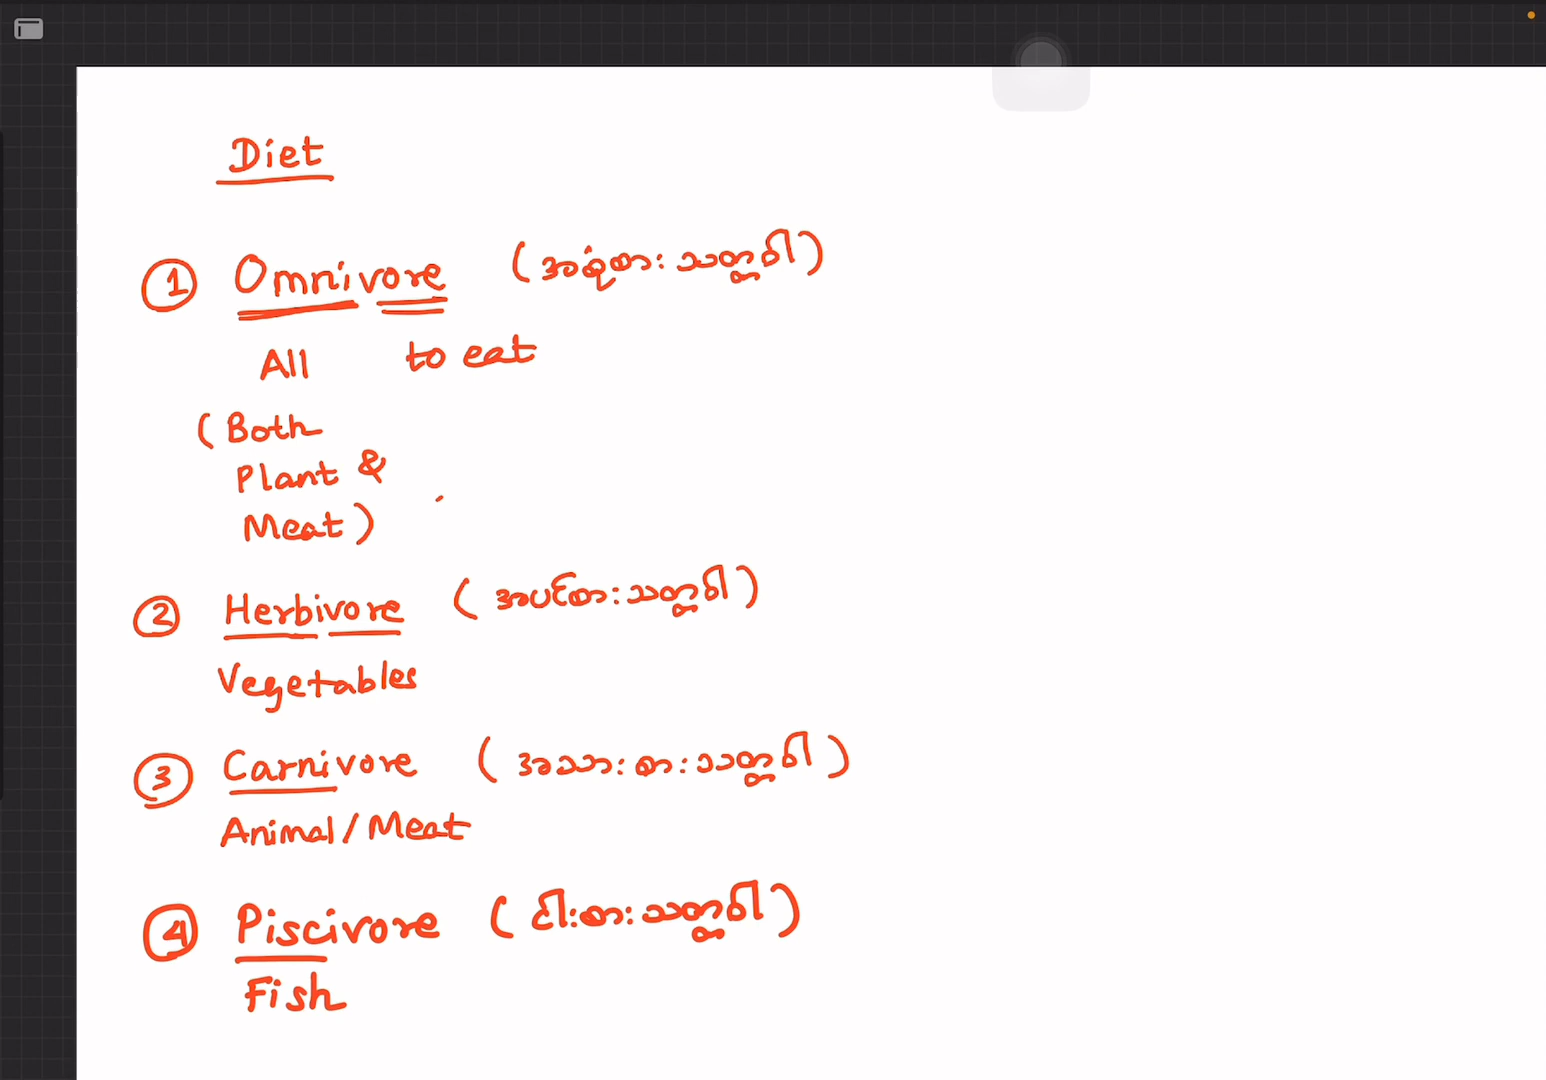 Diet
① Omnivore (အစုံစား သတ္တဝါ)
All to eat
(Both
Plant &
Meat)
② Herbivore (အပင်စား သတ္တဝါ)
Vegetables
③ Carnivore (အသား စား သတ္တဝါ)
Animal/Meat
④ Piscivore (ငါးစား သတ္တဝါ)
Fish